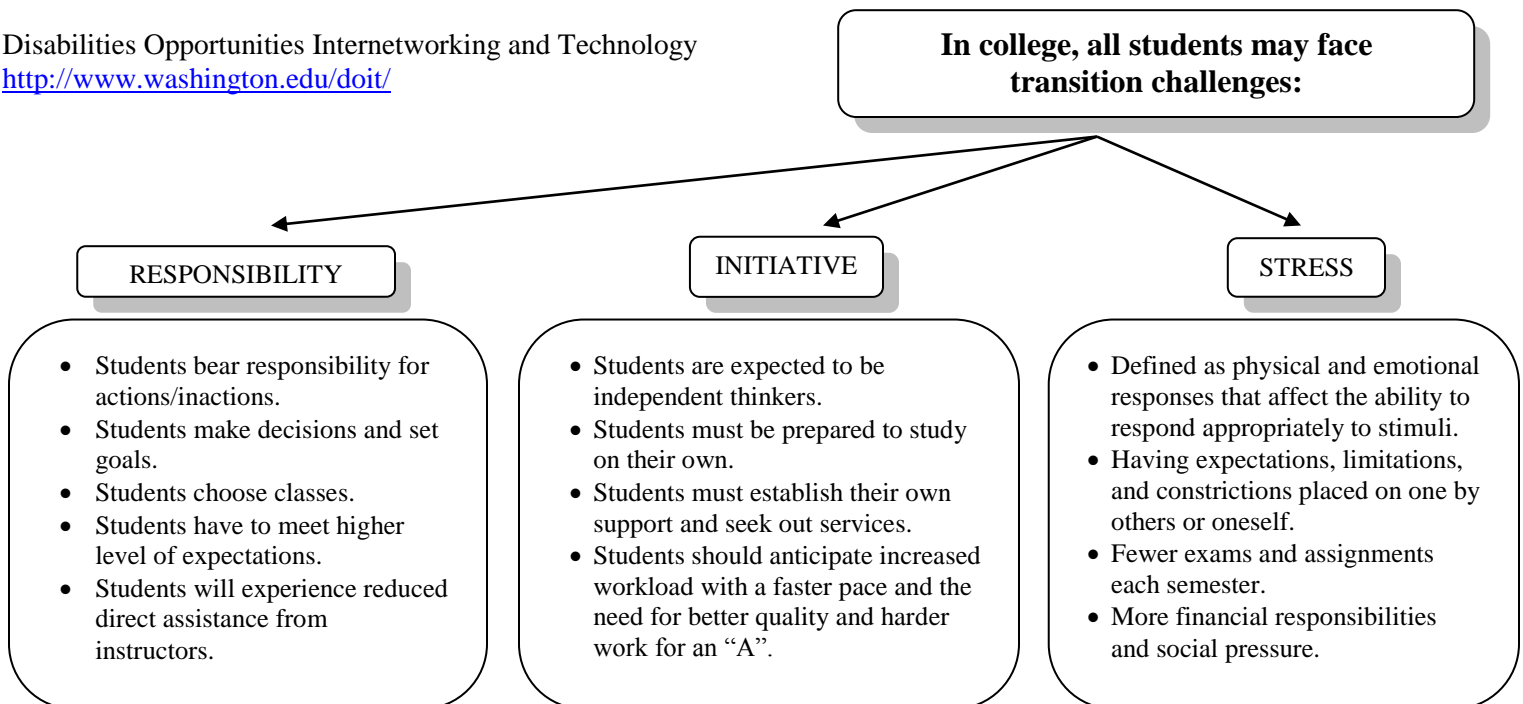 Disabilities Opportunities Internetworking and Technology
http://www.washington.edu/doit/
In college, all students may face
transition challenges:
RESPONSIBILITY
• Students bear responsibility for
actions/inactions.
• Students make decisions and set
goals.
• Students choose classes.
• Students have to meet higher
level of expectations.
• Students will experience reduced
direct assistance from
instructors.
INITIATIVE
• Students are expected to be
independent thinkers.
• Students must be prepared to study
on their own.
• Students must establish their own
support and seek out services.
• Students should anticipate increased
workload with a faster pace and the
need for better quality and harder
work for an “A”.
STRESS
• Defined as physical and emotional
responses that affect the ability to
respond appropriately to stimuli.
• Having expectations, limitations,
and constrictions placed on one by
others or oneself.
• Fewer exams and assignments
each semester.
• More financial responsibilities
and social pressure.